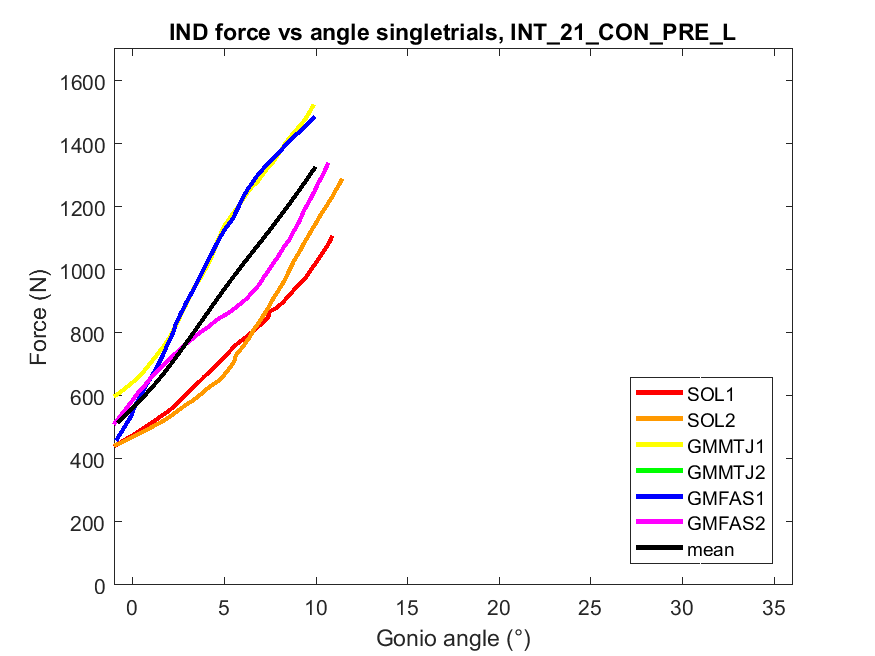 IND force vs angle singletrials, INT_21_CON_PRE_L
1600
1400
1200
1000
800
600
400
200
0
Force (N)
0 5 10 15 20 25 30 35
Gonio angle (°)
SOL1
SOL2
GMMTJ1
GMMTJ2
GMFAS1
GMFAS2
mean